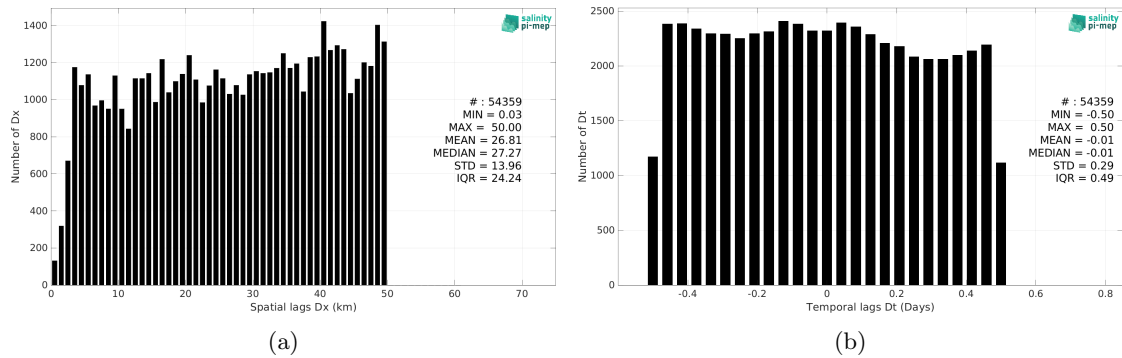 1400
1200
1000
800
600
400
200
0
Number of Dx
0 10 20 30 40 50 60 70
Spatial lags Dx (km)
salinity
pi-mep
# : 54359
MIN = 0.03
MAX = 50.00
MEAN = 26.81
MEDIAN = 27.27
STD = 13.96
IQR = 24.24
(a)
2500
2000
1500
1000
500
0
Number of Dt
-0.4 -0.2 0 0.2 0.4 0.6 0.8
Temporal lags Dt (Days)
salinity
pi-mep
# : 54359
MIN = -0.50
MAX = 0.50
MEAN = -0.01
MEDIAN = -0.01
STD = 0.29
IQR = 0.49
(b)